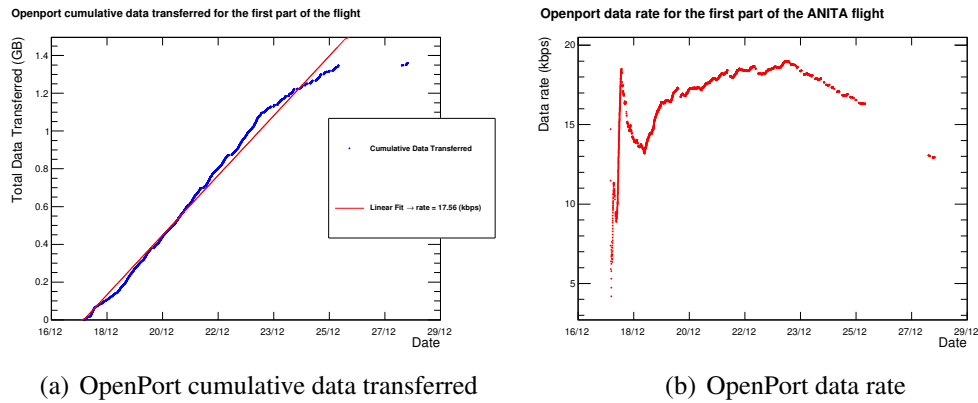 Openport cumulative data transferred for the first part of the flight
Total Data Transferred (GB)
1.4
1.2
1
0.8
0.6
0.4
0.2
0
16/12 18/12 20/12 22/12 24/12 25/12 27/12 29/12
Date
Cumulative Data Transferred
Linear Fit → rate = 17.56 (kbps)
(a) OpenPort cumulative data transferred
Openport data rate for the first part of the ANITA flight
Data rate (kbps)
20
15
10
5
16/12 18/12 20/12 22/12 23/12 25/12 27/12 29/12
Date
(b) OpenPort data rate